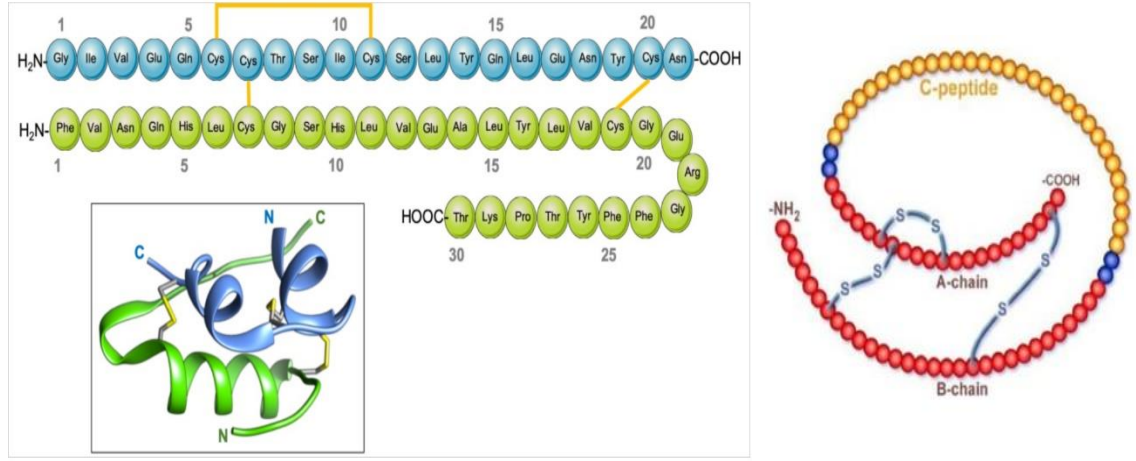 1 5 10 15 20
H₂N- Gly Ile Val Glu Gln Cys Cys Thr Ser Ile Cys Ser Leu Tyr Gln Leu Glu Asn Tyr Cys Asn -COOH
H₂N- Phe Val Asn Gln His Leu Cys Gly Ser His Leu Val Glu Ala Leu Tyr Leu Val Cys Gly Glu
1 5 10 15 20
Arg
HOOC- Thr Lys Pro Thr Tyr Phe Phe Gly
30 25
N C
C
N
C-peptide
-COOH
-NH₂
S S
S S
S
S
A-chain
B-chain